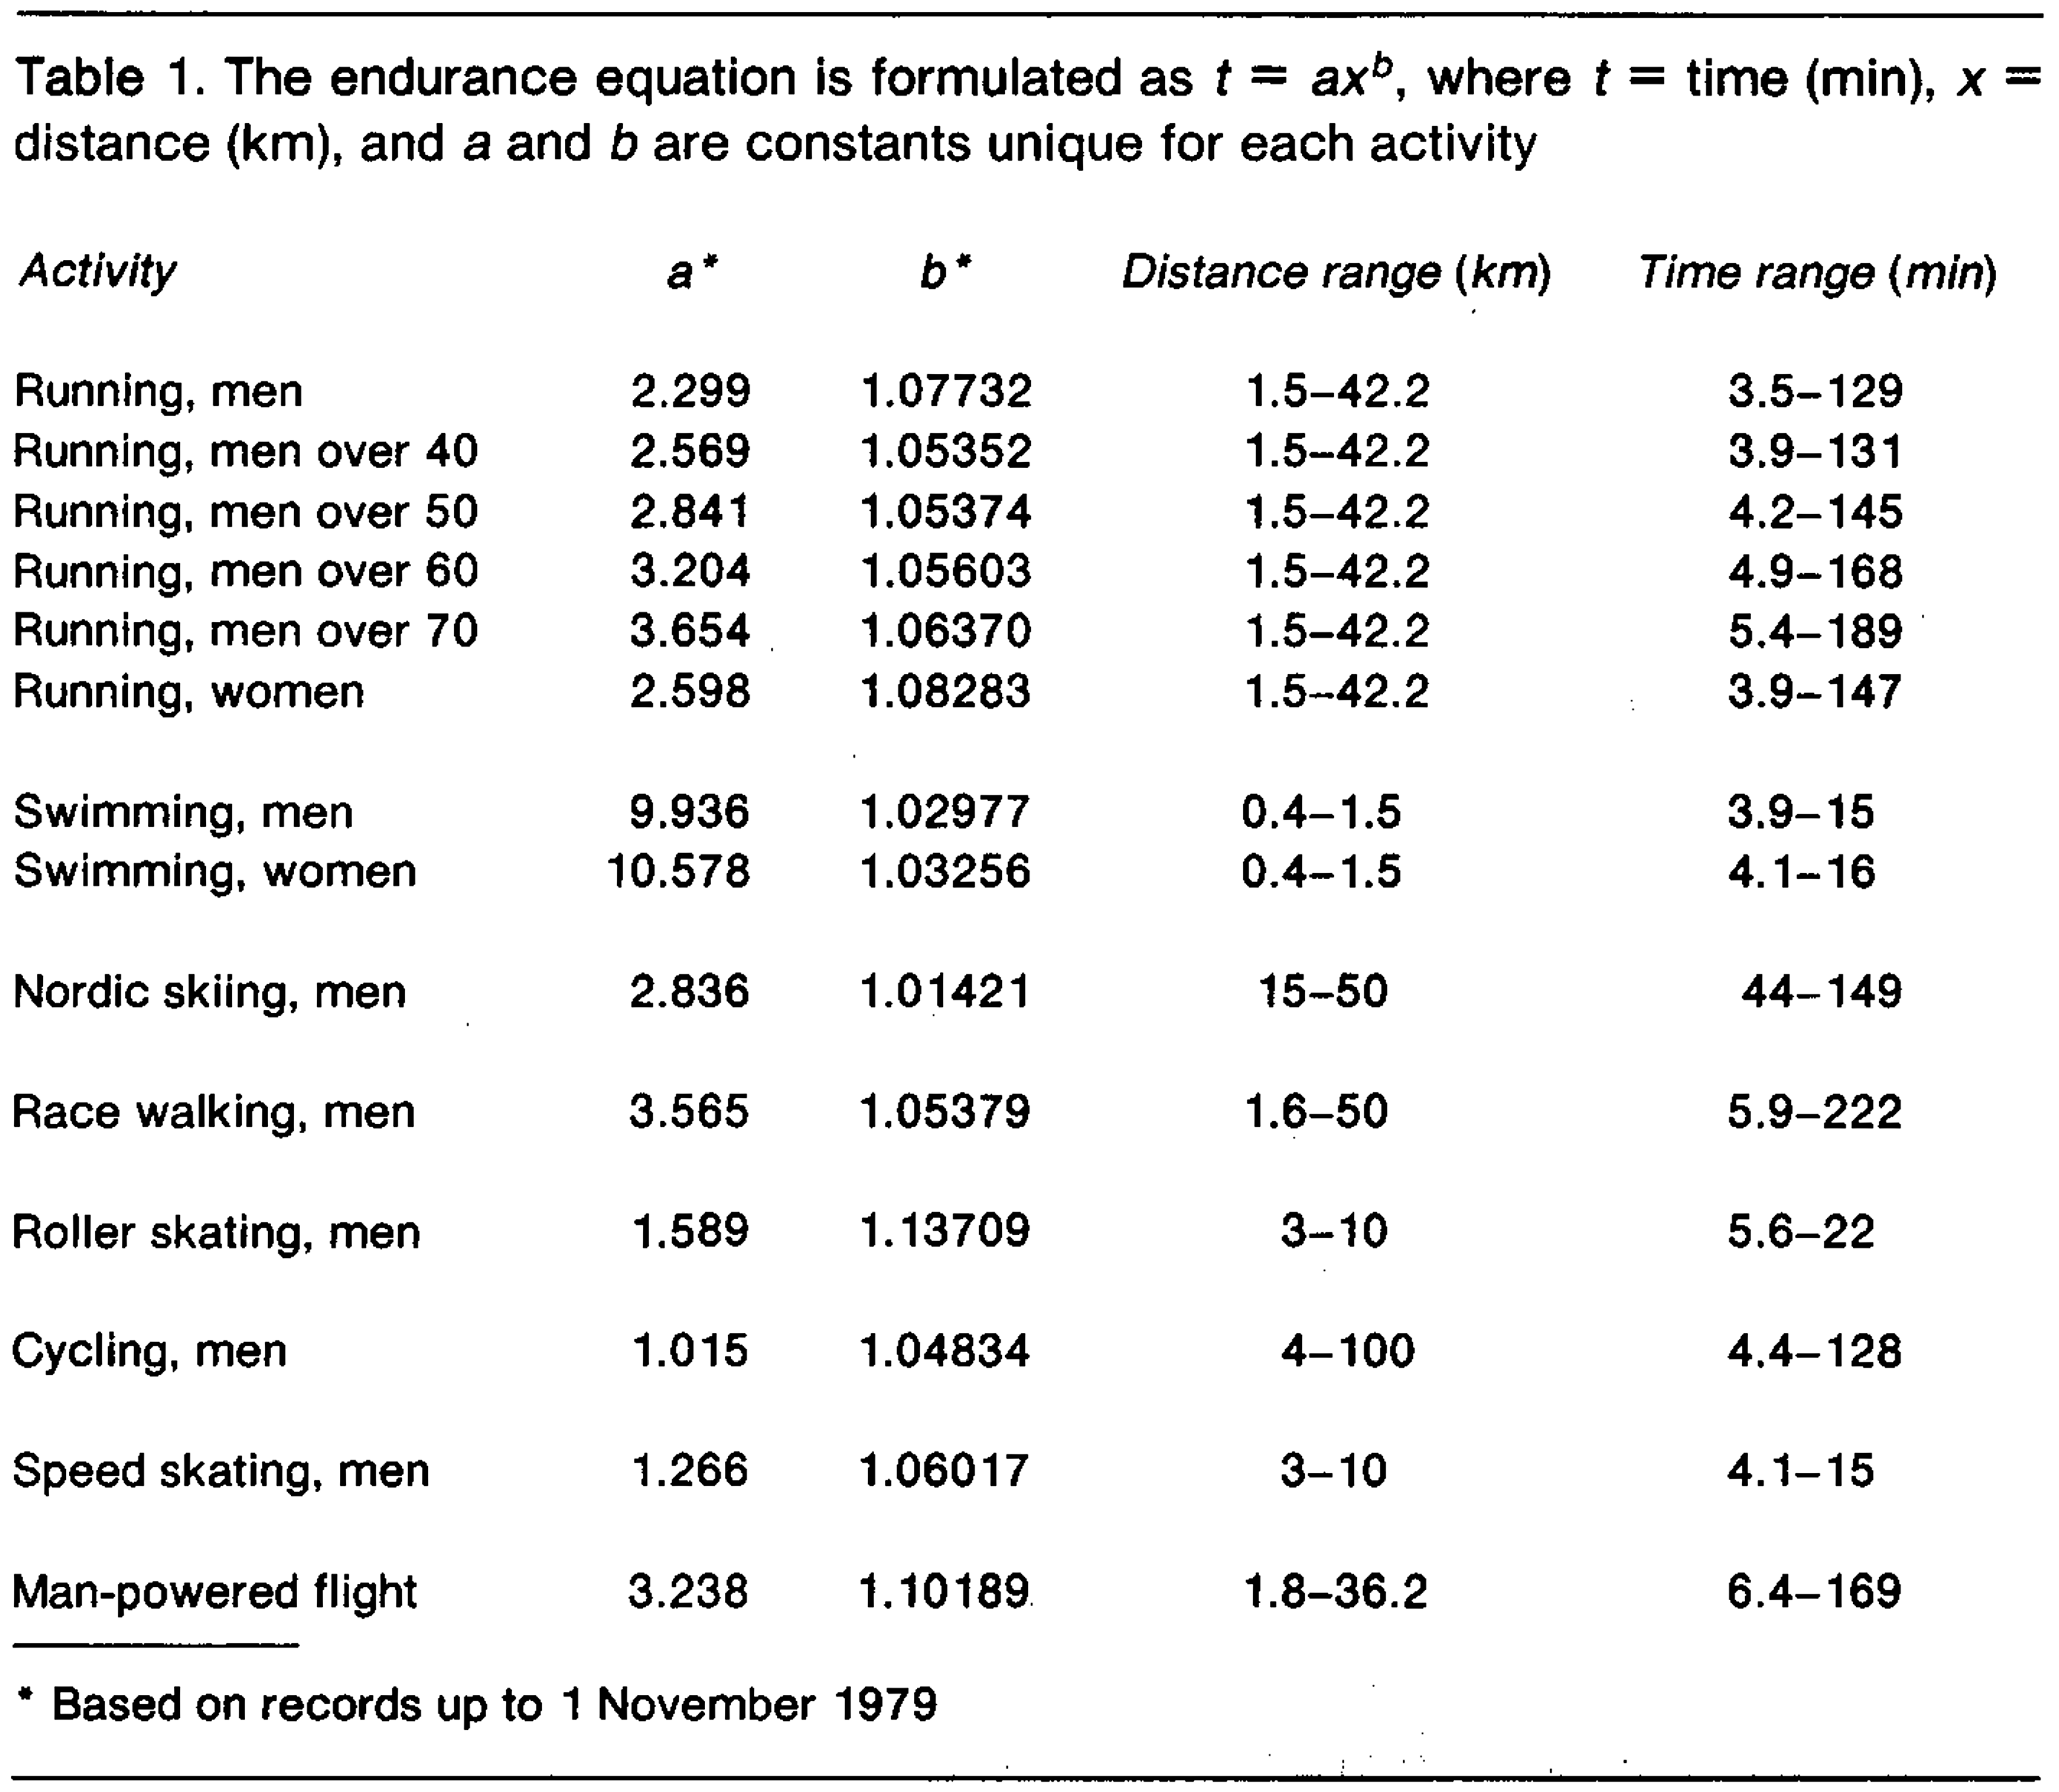 Table 1. The endurance equation is formulated as t = ax^b, where t = time (min), x =
distance (km), and a and b are constants unique for each activity
Activity a* b* Distance range (km) Time range (min)
Running, men 2.299 1.07732 1.5–42.2 3.5–129
Running, men over 40 2.569 1.05352 1.5–42.2 3.9–131
Running, men over 50 2.841 1.05374 1.5–42.2 4.2–145
Running, men over 60 3.204 1.05603 1.5–42.2 4.9–168
Running, men over 70 3.654 1.06370 1.5–42.2 5.4–189
Running, women 2.598 1.08283 1.5–42.2 3.9–147
Swimming, men 9.936 1.02977 0.4–1.5 3.9–15
Swimming, women 10.578 1.03256 0.4–1.5 4.1–16
Nordic skiing, men 2.836 1.01421 15–50 44–149
Race walking, men 3.565 1.05379 1.6–50 5.9–222
Roller skating, men 1.589 1.13709 3–10 5.6–22
Cycling, men 1.015 1.04834 4–100 4.4–128
Speed skating, men 1.266 1.06017 3–10 4.1–15
Man-powered flight 3.238 1.10189 1.8–36.2 6.4–169
* Based on records up to 1 November 1979